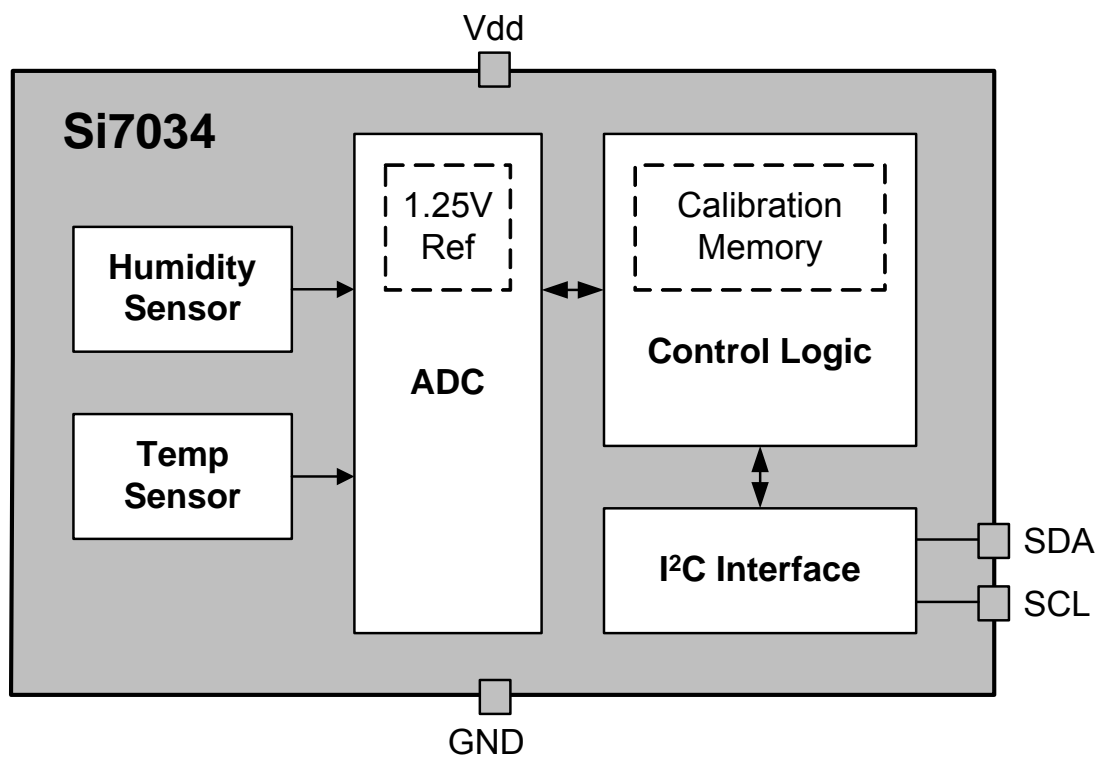 Vdd
Si7034
1.25V
Ref
Calibration
Memory
Humidity
Sensor
Control Logic
ADC
Temp
Sensor
I²C Interface
SDA
SCL
GND